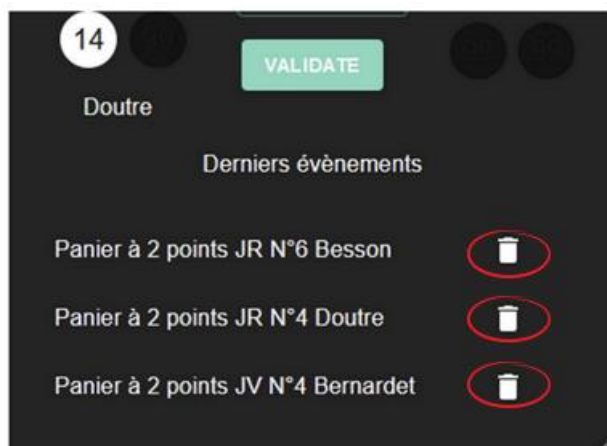 14
VALIDATE
Doutre
Derniers évènements
Panier à 2 points JR N°6 Besson
Panier à 2 points JR N°4 Doutre
Panier à 2 points JV N°4 Bernardet